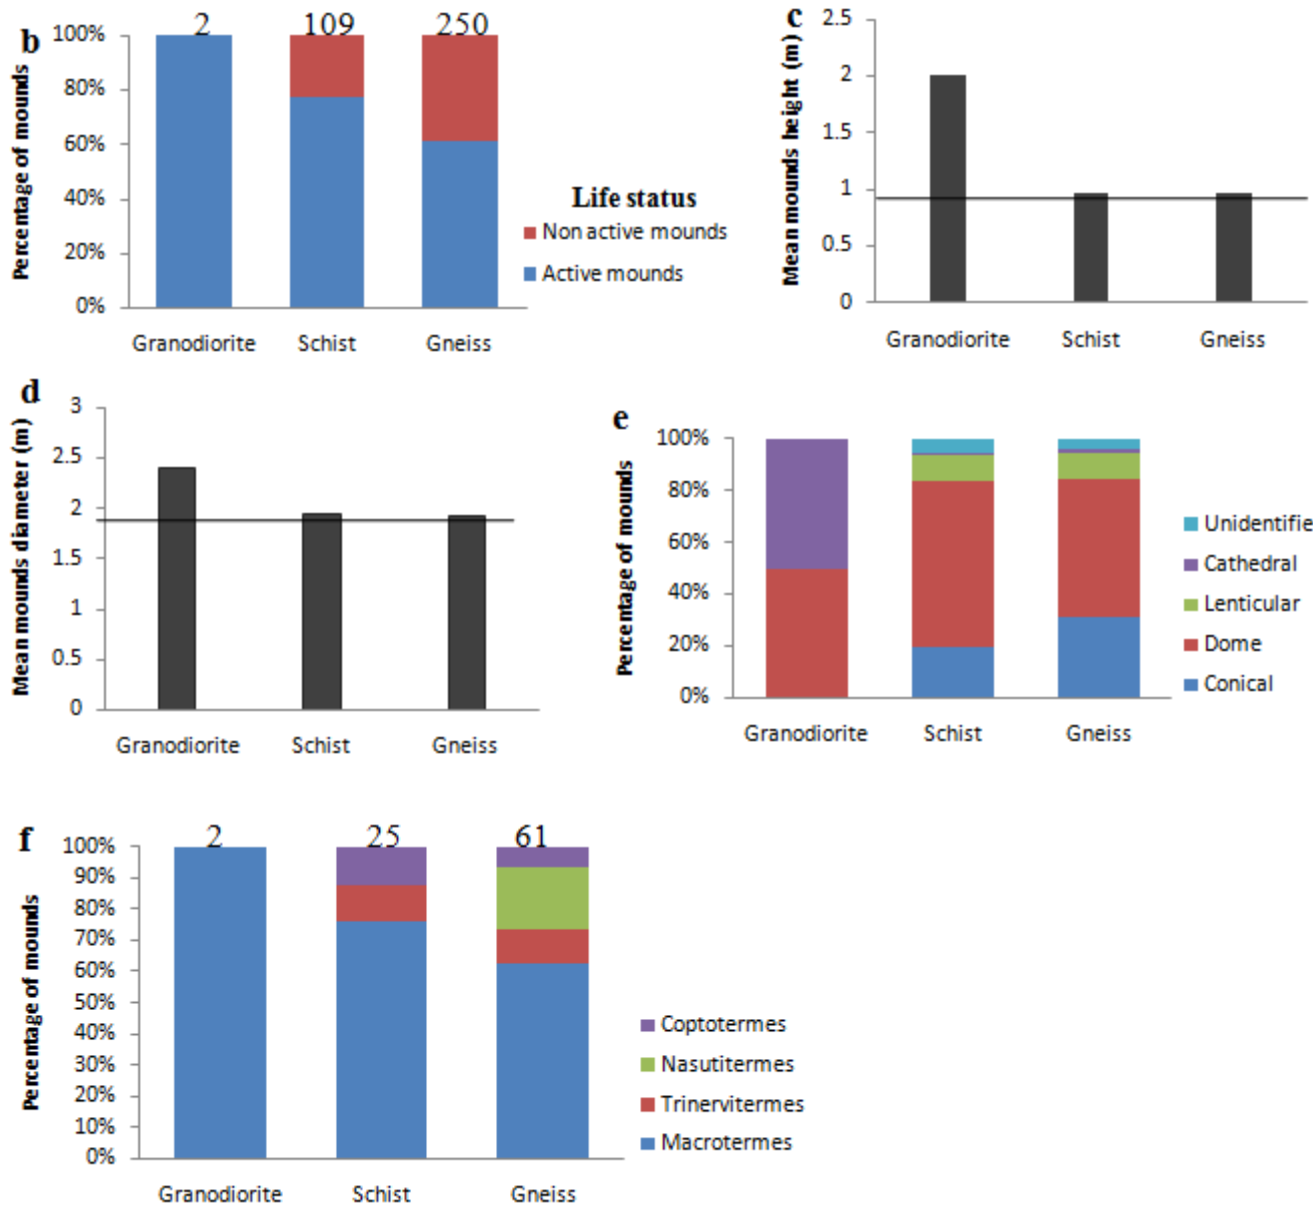 b
2 109 250
Percentage of mounds
100%
80%
60%
40%
20%
0%
Granodiorite Schist Gneiss
Life status
Non active mounds
Active mounds
c
Mean mounds height (m)
2.5
2
1.5
1
0.5
0
Granodiorite Schist Gneiss
d
Mean mounds diameter (m)
3
2.5
2
1.5
1
0.5
0
Granodiorite Schist Gneiss
e
Percentage of mounds
100%
80%
60%
40%
20%
0%
Granodiorite Schist Gneiss
Unidentifie
Cathedral
Lenticular
Dome
Conical
f
2 25 61
Percentage of mounds
100%
90%
80%
70%
60%
50%
40%
30%
20%
10%
0%
Granodiorite Schist Gneiss
Coptotermes
Nasutitermes
Trinervitermes
Macrotermes